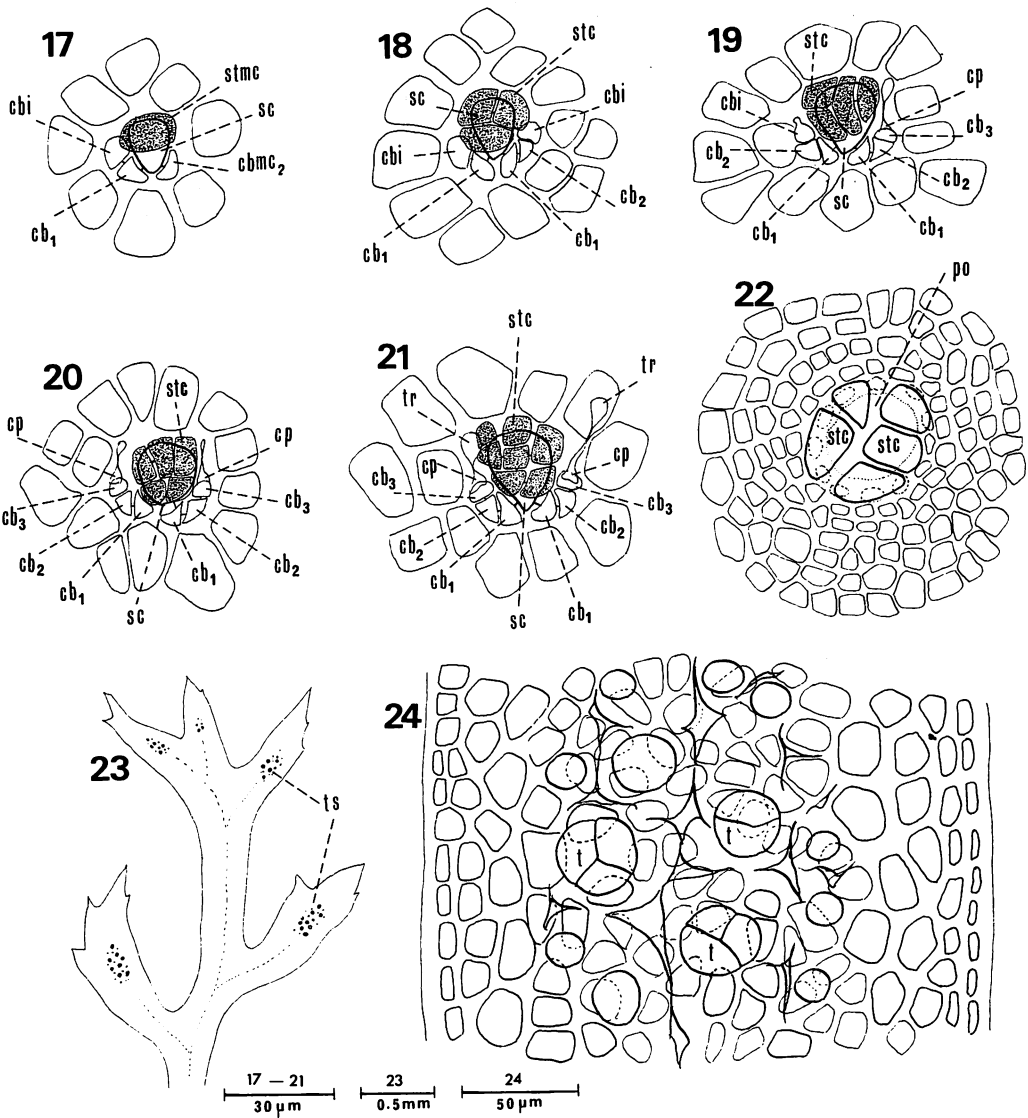 17
stmc
cbi
sc
cbmc2
cb1
18
stc
sc
cbi
cbi
cb2
cb1
cb1
19
stc
cp
cbi
cb3
cb2
cb2
sc
cb1
cb1
20
stc
cp
cp
cb3
cb3
cb2
cb2
cb1
cb1
sc
21
stc
tr
tr
cp
cp
cb3
cb3
cb2
cb2
cb1
cb1
sc
22
po
stc
stc
23
ts
24
t
t
t
17 — 21
30 µm
23
0.5mm
24
50 µm